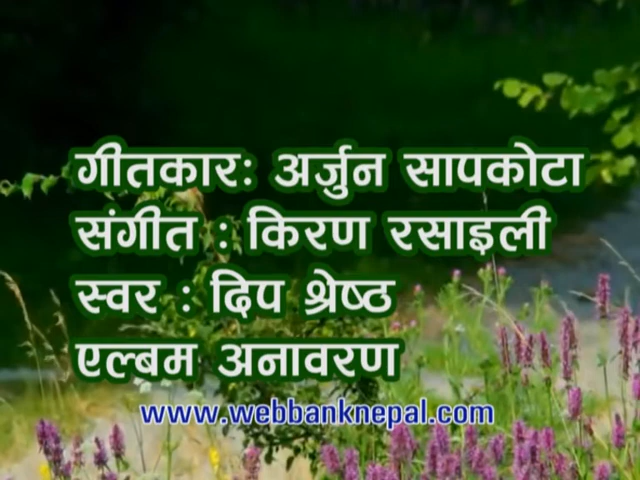 गीतकारः अर्जुन सापकोटा
संगीत : किरण रसाइली
स्वर : दिप श्रेष्ठ
एल्बम अनावरण
www.webbanknepal.com